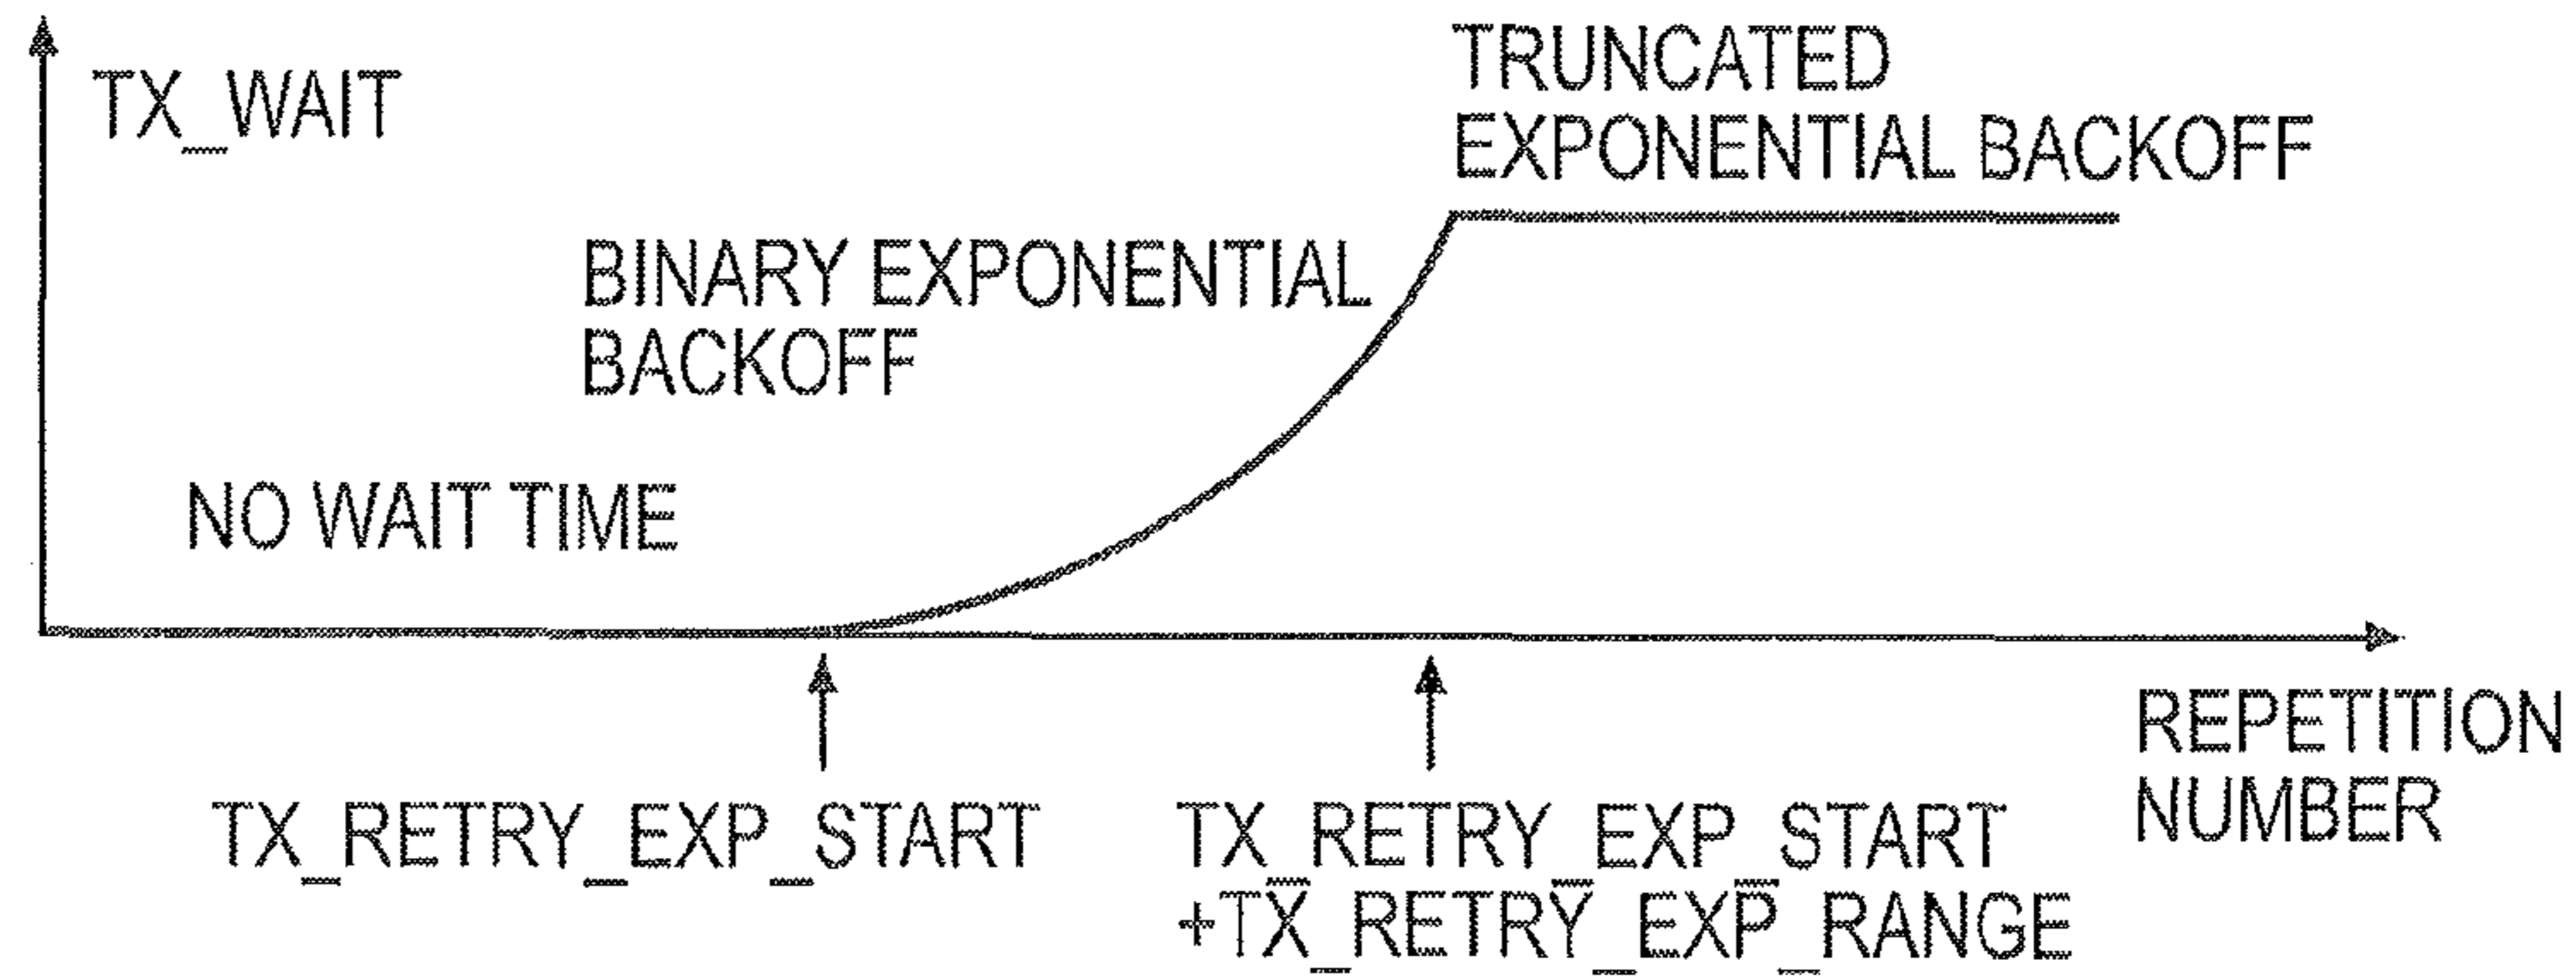 TX_WAIT
TRUNCATED
EXPONENTIAL BACKOFF
BINARY EXPONENTIAL
BACKOFF
NO WAIT TIME
TX_RETRY_EXP_START
TX_RETRY_EXP_START
+TX_RETRY_EXP_RANGE
REPETITION
NUMBER